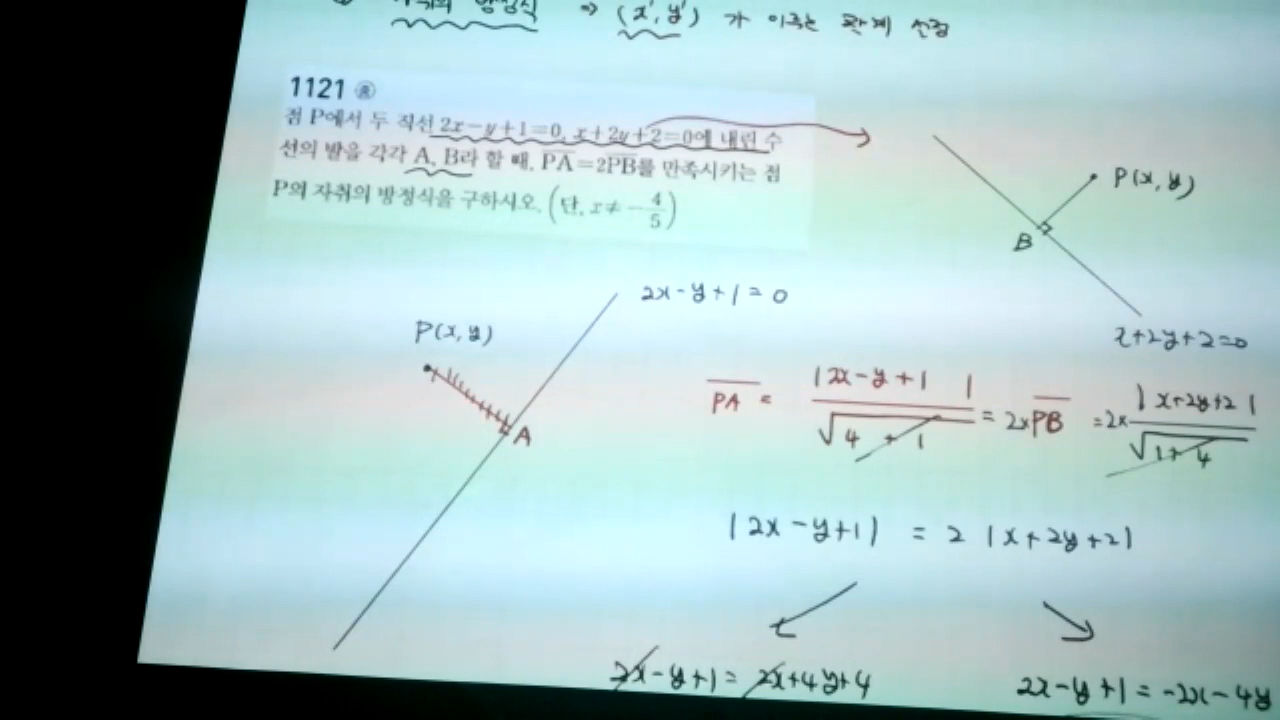 방정식 ⇒ (x', y') 가 이루는 관계 설정
1121 중
점 P에서 두 직선 2x-y+1=0, x+2y+2=0에 내린 수
선의 발을 각각 A, B라 할 때, PA=2PB를 만족시키는 점
P의 자취의 방정식을 구하시오. (단, x≠-4/5)
P(x, y)
B
x+2y+2=0
2x-y+1=0
P(x, y)
A
PA = |2x-y+1| / √(4+1) = 2×PB = 2× |x+2y+2| / √(1+4)
|2x-y+1| = 2|x+2y+2|
2x-y+1=2x+4y+4
2x-y+1=-2x-4y